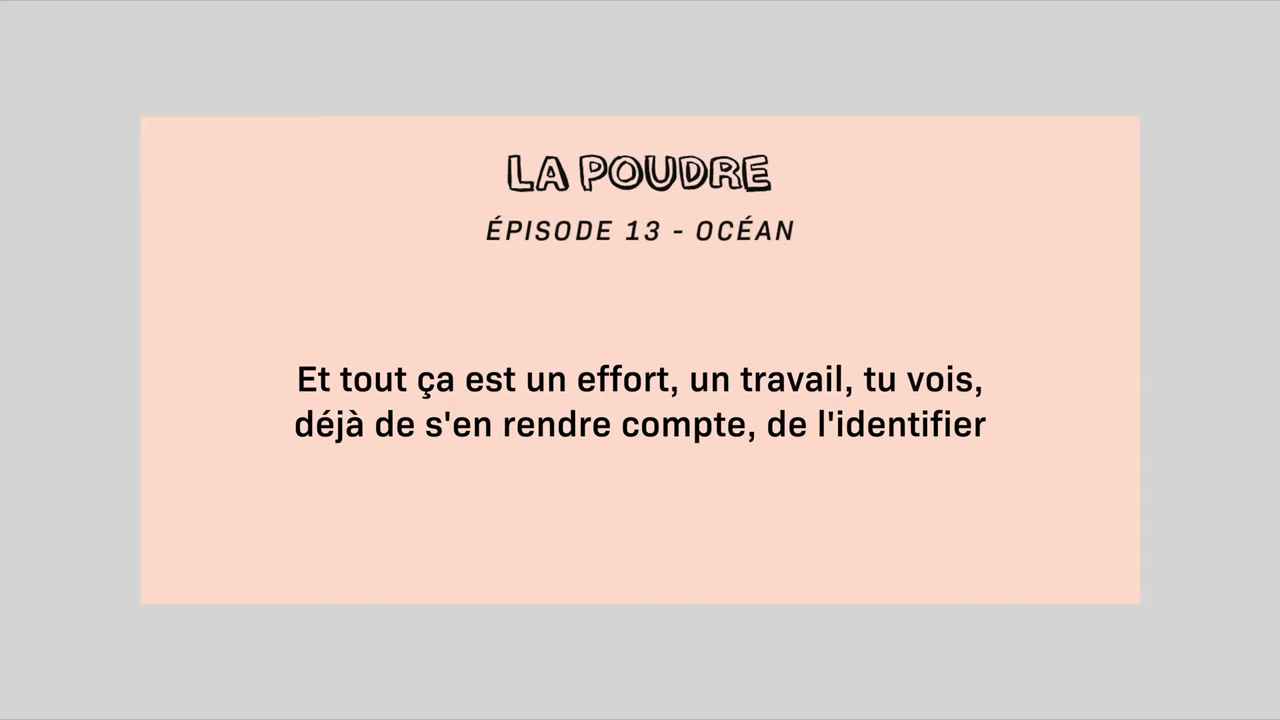 LA POUDRE
ÉPISODE 13 - OCÉAN
Et tout ça est un effort, un travail, tu vois,
déjà de s'en rendre compte, de l'identifier